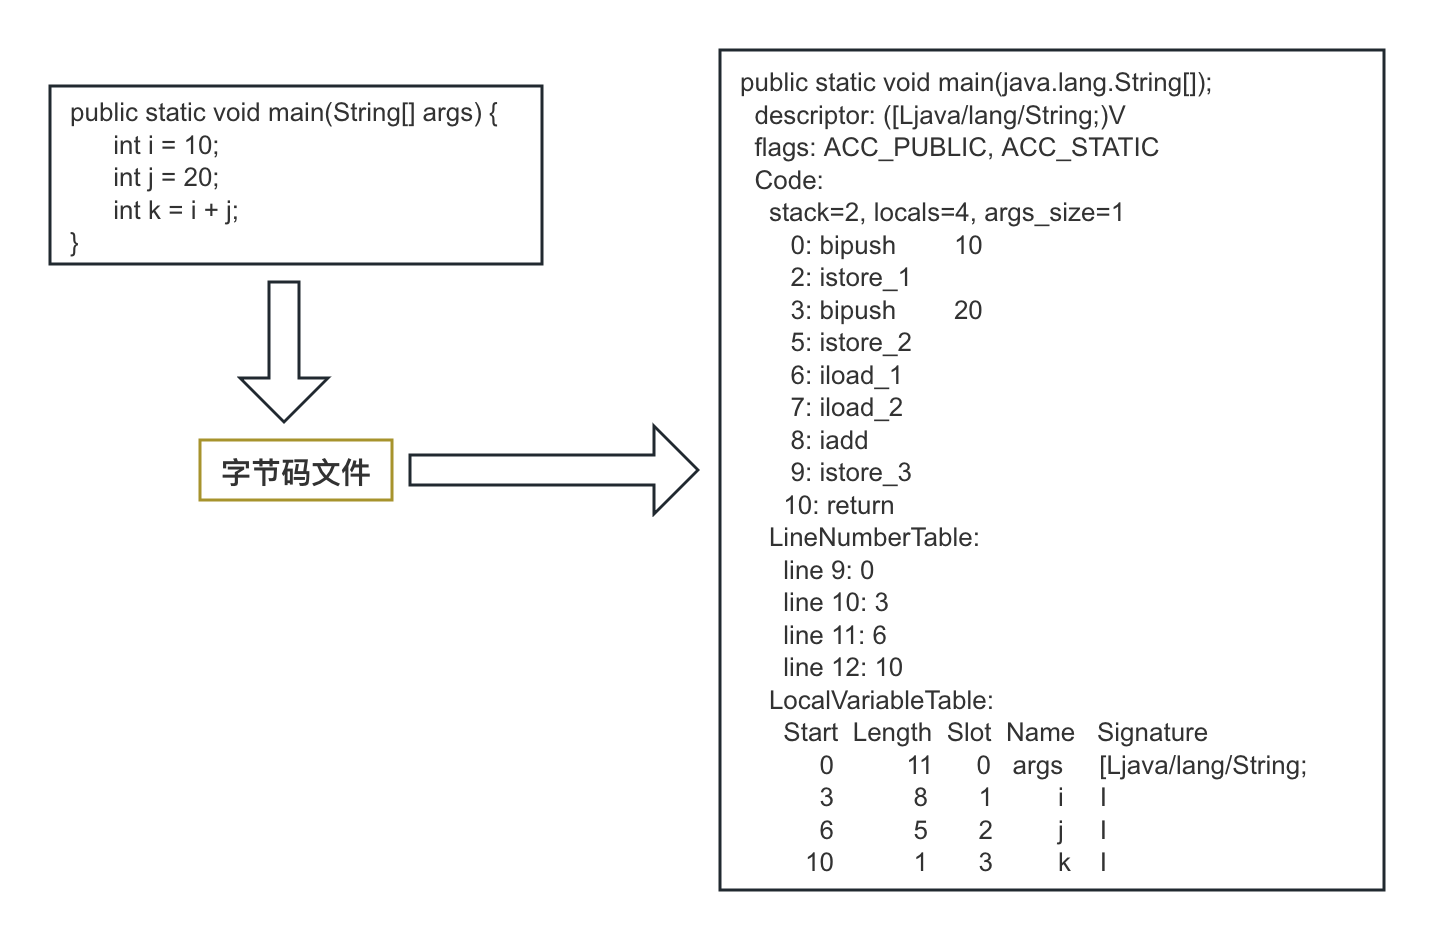 public static void main(String[] args) {
int i = 10;
int j = 20;
int k = i + j;
}
字节码文件
public static void main(java.lang.String[]);
descriptor: ([Ljava/lang/String;)V
flags: ACC_PUBLIC, ACC_STATIC
Code:
stack=2, locals=4, args_size=1
0: bipush 10
2: istore_1
3: bipush 20
5: istore_2
6: iload_1
7: iload_2
8: iadd
9: istore_3
10: return
LineNumberTable:
line 9: 0
line 10: 3
line 11: 6
line 12: 10
LocalVariableTable:
Start Length Slot Name Signature
0 11 0 args [Ljava/lang/String;
3 8 1 i I
6 5 2 j I
10 1 3 k I